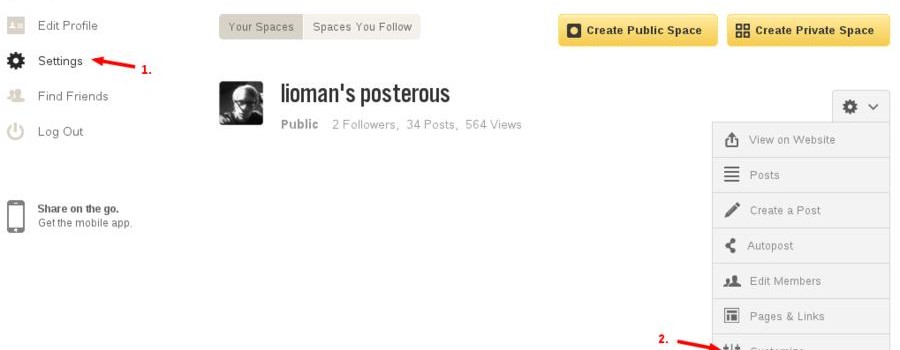 Edit Profile
Settings
1.
Find Friends
Log Out
Share on the go.
Get the mobile app.
Your Spaces Spaces You Follow
Create Public Space Create Private Space
lioman's posterous
Public 2 Followers, 34 Posts, 564 Views
View on Website
Posts
Create a Post
Autopost
Edit Members
Pages & Links
2.
Customize